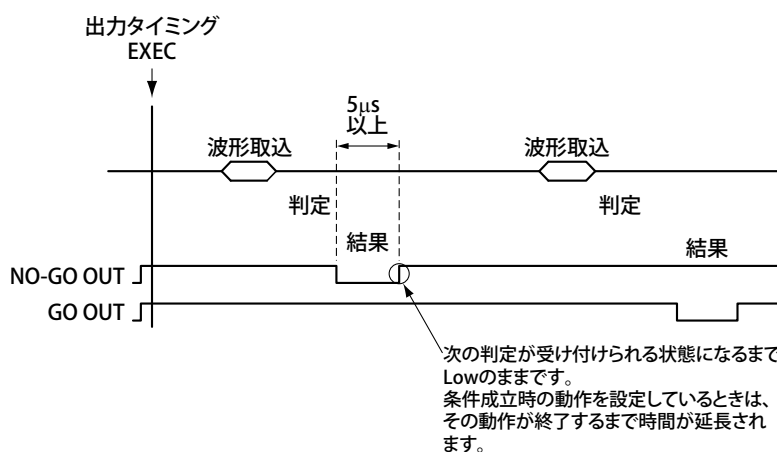 出力タイミング
EXEC
5μs
以上
波形取込
波形取込
判定
判定
結果
結果
NO-GO OUT
GO OUT
次の判定が受け付けられる状態になるまで
Lowのままです。
条件成立時の動作を設定しているときは、
その動作が終了するまで時間が延長され
ます。